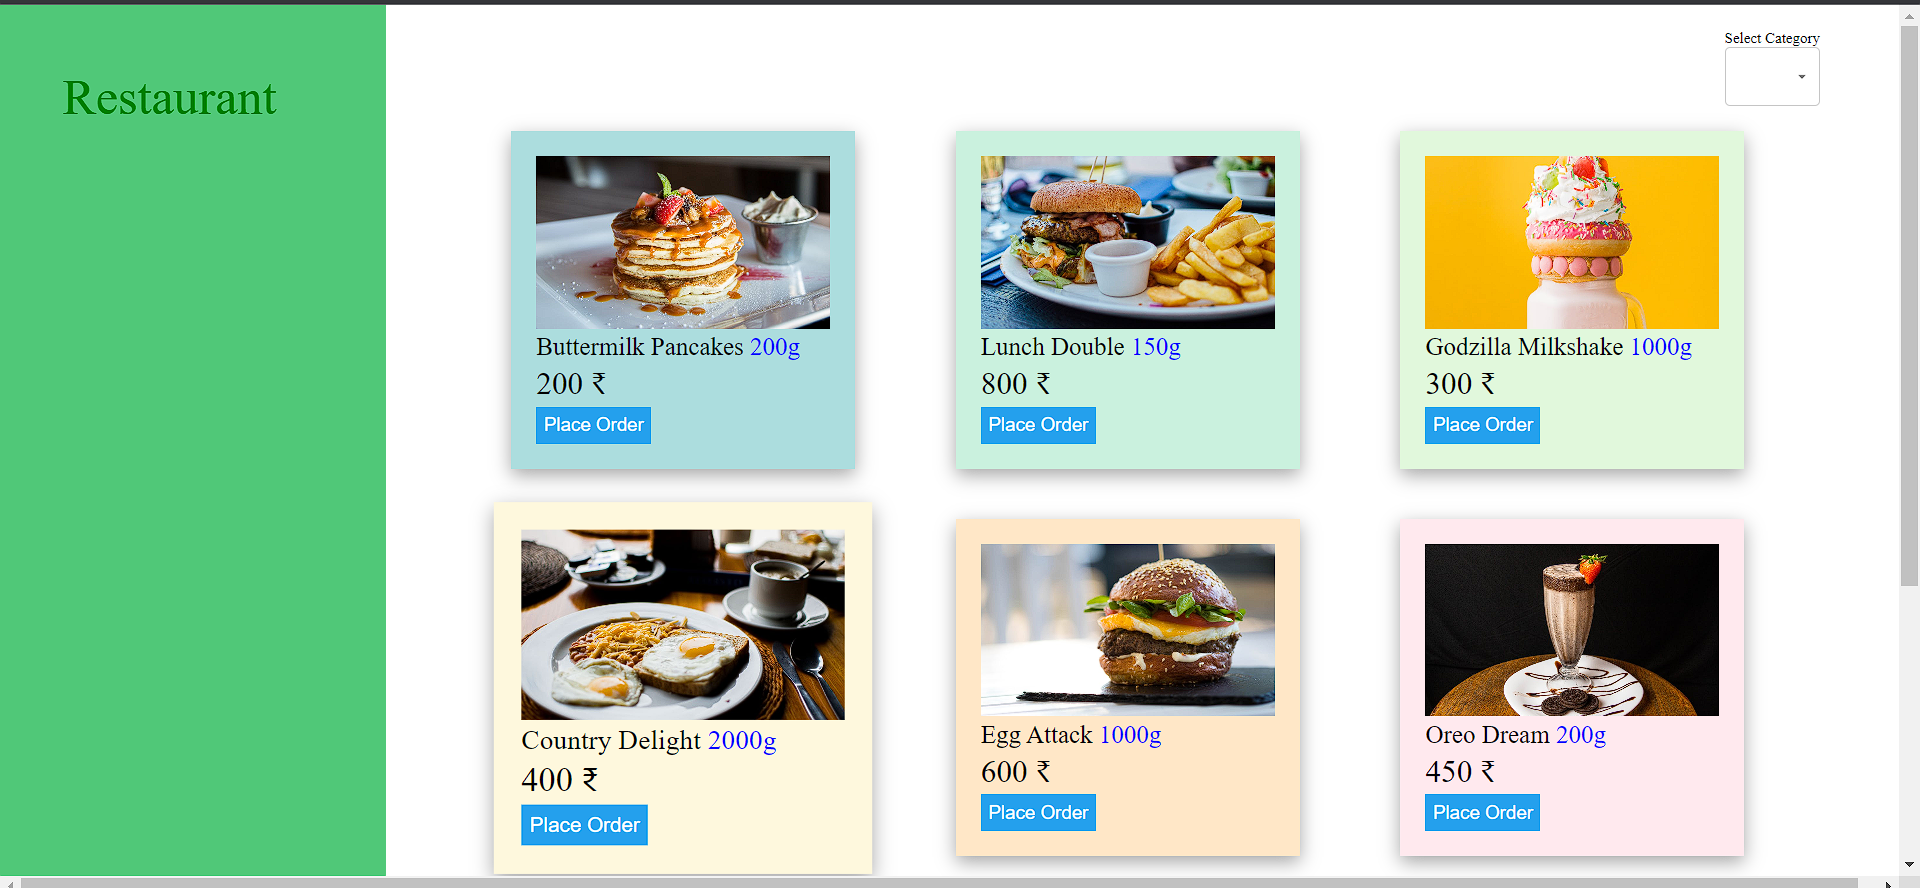 Restaurant
Select Category
Buttermilk Pancakes 200g
200 ₹
Place Order
Lunch Double 150g
800 ₹
Place Order
Godzilla Milkshake 1000g
300 ₹
Place Order
Country Delight 2000g
400 ₹
Place Order
Egg Attack 1000g
600 ₹
Place Order
Oreo Dream 200g
450 ₹
Place Order